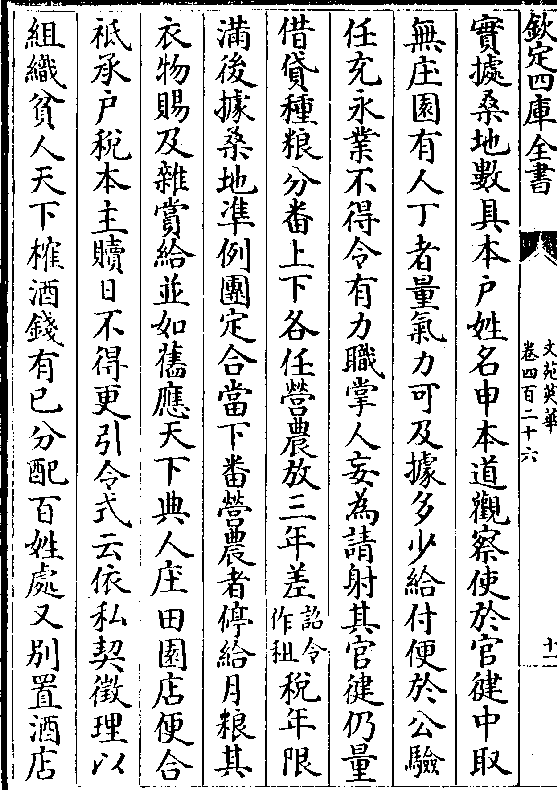 欽定四庫全書
文苑英華
卷四百二十六
十一
實據桑地數具本戶姓名申本道觀察使於官健中取
無庄園有人丁者量氣力可及據多少給付便於公驗
任充永業不得令有力職掌人妄為請射其官健仍量
借貸種粮分番上下各任營農放三年差詔令作租税年限
滿後據桑地準例團定合當下番營農者停給月粮其
衣物賜及雜賞給並如舊應天下典人庄田園店便合
祗承户税本主贖日不得更引令式云依私契徵理以
組織貧人天下榷酒錢有已分配百姓處又别置酒店